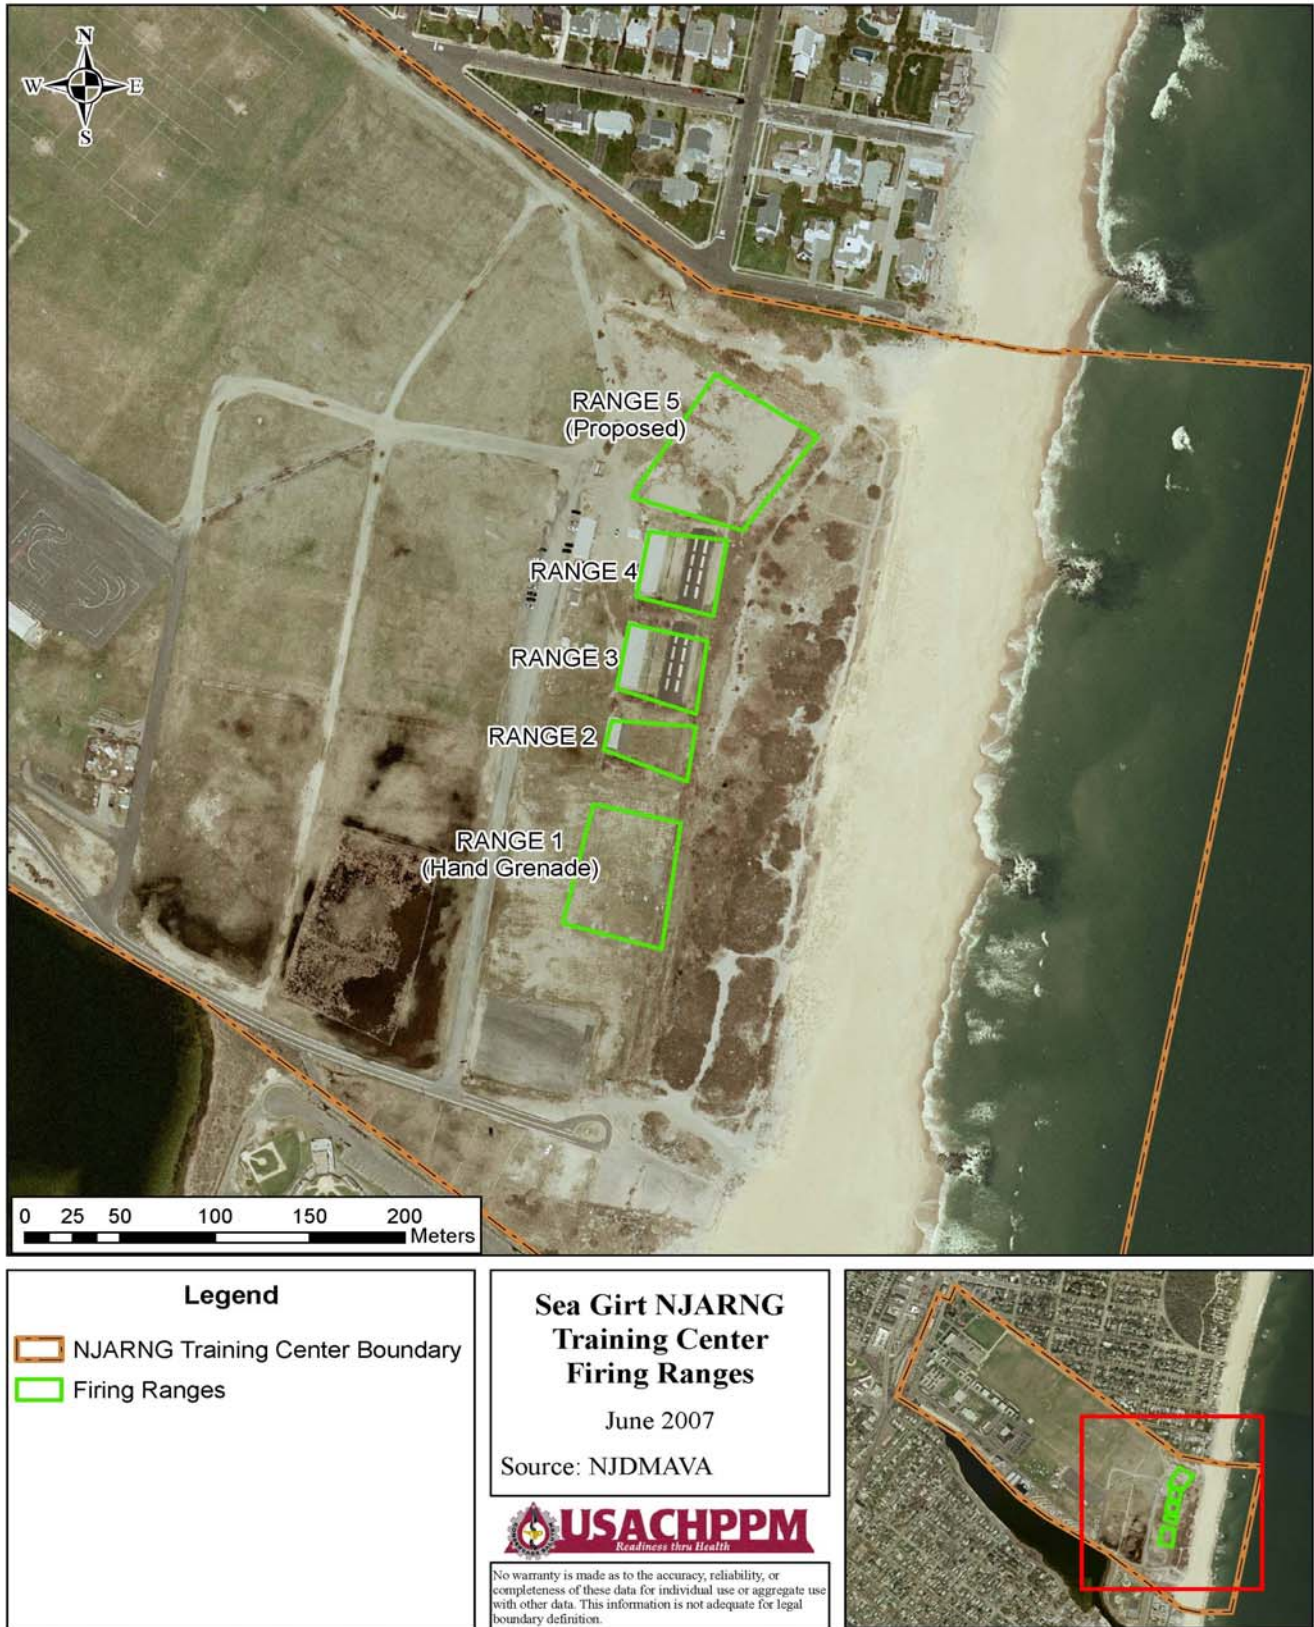 N
W E
S
RANGE 5
(Proposed)
RANGE 4
RANGE 3
RANGE 2
RANGE 1
(Hand Grenade)
0 25 50 100 150 200
Meters
Legend
NJARNG Training Center Boundary
Firing Ranges
Sea Girt NJARNG
Training Center
Firing Ranges
June 2007
Source: NJDMAVA
USACHPPM
Readiness thru Health
No warranty is made as to the accuracy, reliability, or
completeness of these data for individual use or aggregate use
with other data. This information is not adequate for legal
boundary definition.